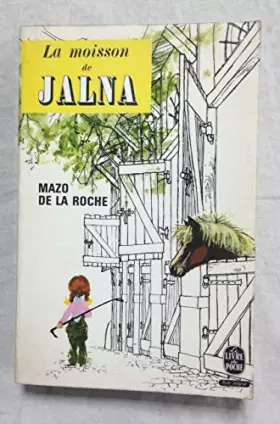 La moisson
de
JALNA
MAZO
DE LA ROCHE
LE LIVRE
DE POCHE